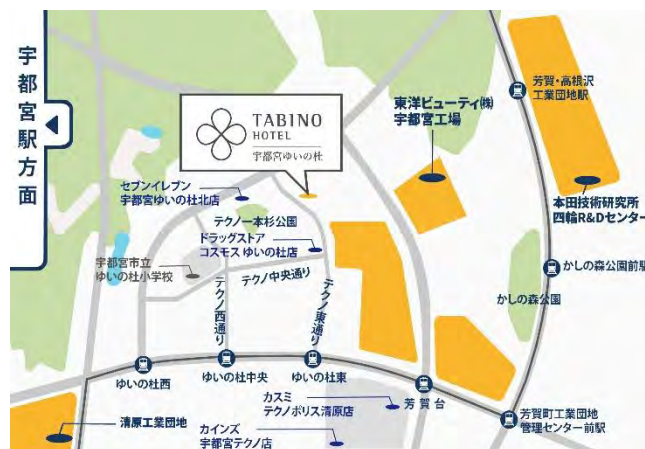 宇都宮駅方面
TABINO
HOTEL
宇都宮ゆいの杜
東洋ビューティ㈱
宇都宮工場
芳賀・高根沢
工業団地駅
本田技術研究所
四輪R&Dセンター
セブンイレブン
宇都宮ゆいの杜北店
テクノ一本杉公園
ドラッグストア
コスモス ゆいの杜店
宇都宮市立
ゆいの杜小学校
テクノ中央通り
テクノ西通り
テクノ東通り
かしの森公園前駅
かしの森公園
ゆいの杜西
ゆいの杜中央
ゆいの杜東
芳賀台
芳賀町工業団地
管理センター前駅
カスミ
テクノポリス清原店
清原工業団地
カインズ
宇都宮テクノ店